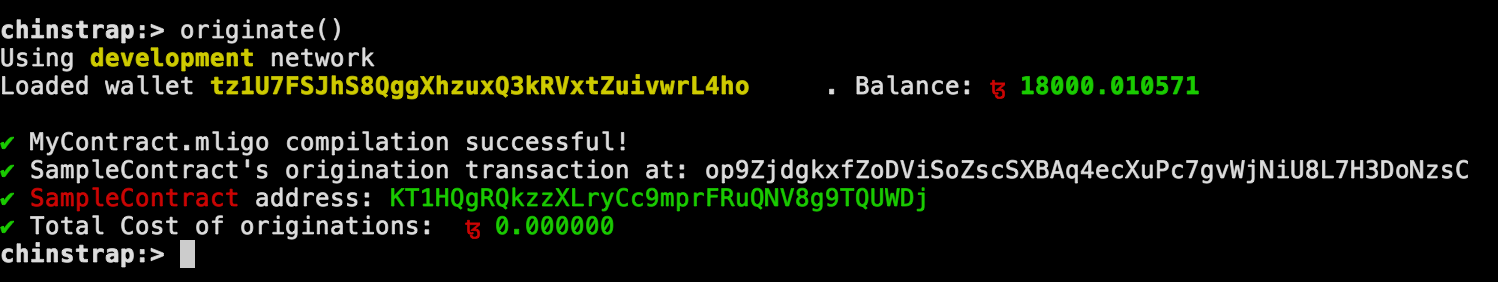 chinstrap:> originate()
Using development network
Loaded wallet tz1U7FSJhS8QggXhzuxQ3kRVxtZuivwrL4ho . Balance: ꜩ 18000.010571
✔ MyContract.mligo compilation successful!
✔ SampleContract's origination transaction at: op9ZjdgkxfZoDViSoZscSXBAq4ecXuPc7gvWjNiU8L7H3DoNzsC
✔ SampleContract address: KT1HQgRQkzzXLryCc9mprFRuQNV8g9TQUWDj
✔ Total Cost of originations: ꜩ 0.000000
chinstrap:>